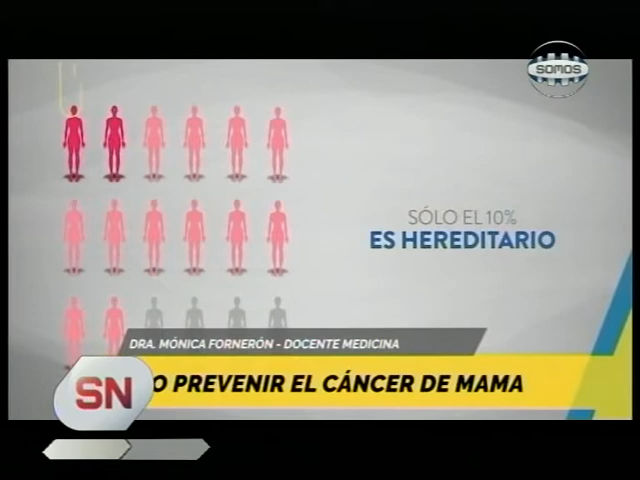 SOMOS
SÓLO EL 10%
ES HEREDITARIO
DRA. MÓNICA FORNERÓN - DOCENTE MEDICINA
O PREVENIR EL CÁNCER DE MAMA
SN